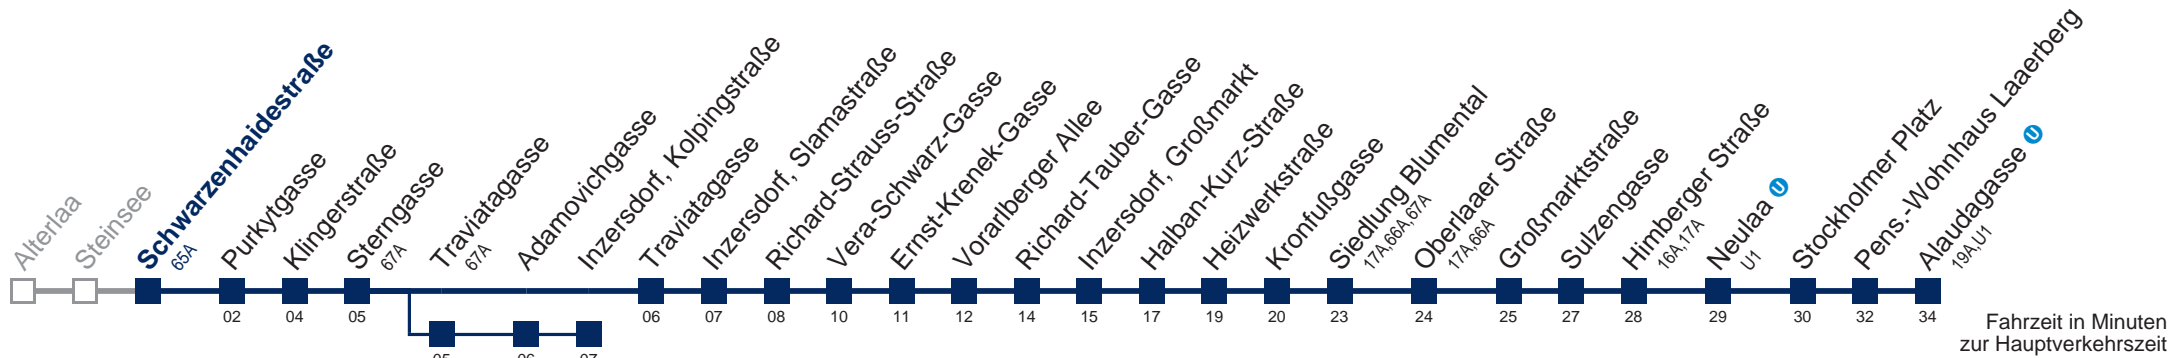 Alterlaa
Steinsee
Schwarzenhaidestraße
65A
Purkytgasse
Klingerstraße
Sterngasse
67A
Traviatagasse
67A
Adamovichgasse
Inzersdorf, Kolpingstraße
Traviatagasse
Inzersdorf, Slamastraße
Richard-Strauss-Straße
Vera-Schwarz-Gasse
Ernst-Krenek-Gasse
Vorarlberger Allee
Richard-Tauber-Gasse
Inzersdorf, Großmarkt
Halban-Kurz-Straße
Heizwerkstraße
Kronfußgasse
Siedlung Blumental
17A,66A,67A
Oberlaaer Straße
17A,66A
Großmarktstraße
Sulzengasse
Himberger Straße
16A,17A
Neulaa U
U1
Stockholmer Platz
Pens.-Wohnhaus Laaerberg
Alaudagasse U
19A,U1
02 04 05 06 07 08 10 11 12 14 15 17 19 20 23 24 25 27 28 29 30 32 34
05 06 07
Fahrzeit in Minuten
zur Hauptverkehrszeit